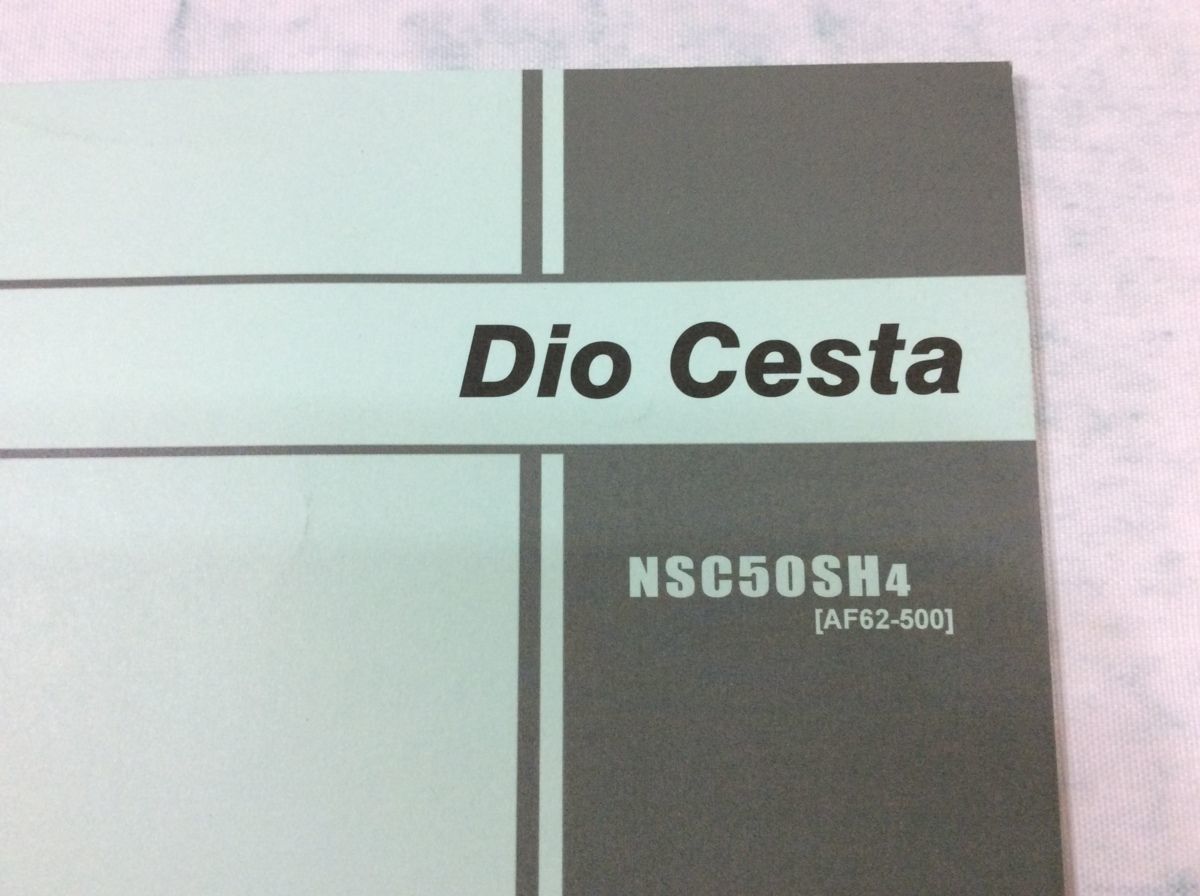 Dio Cesta
NSC50SH4
[AF62-500]